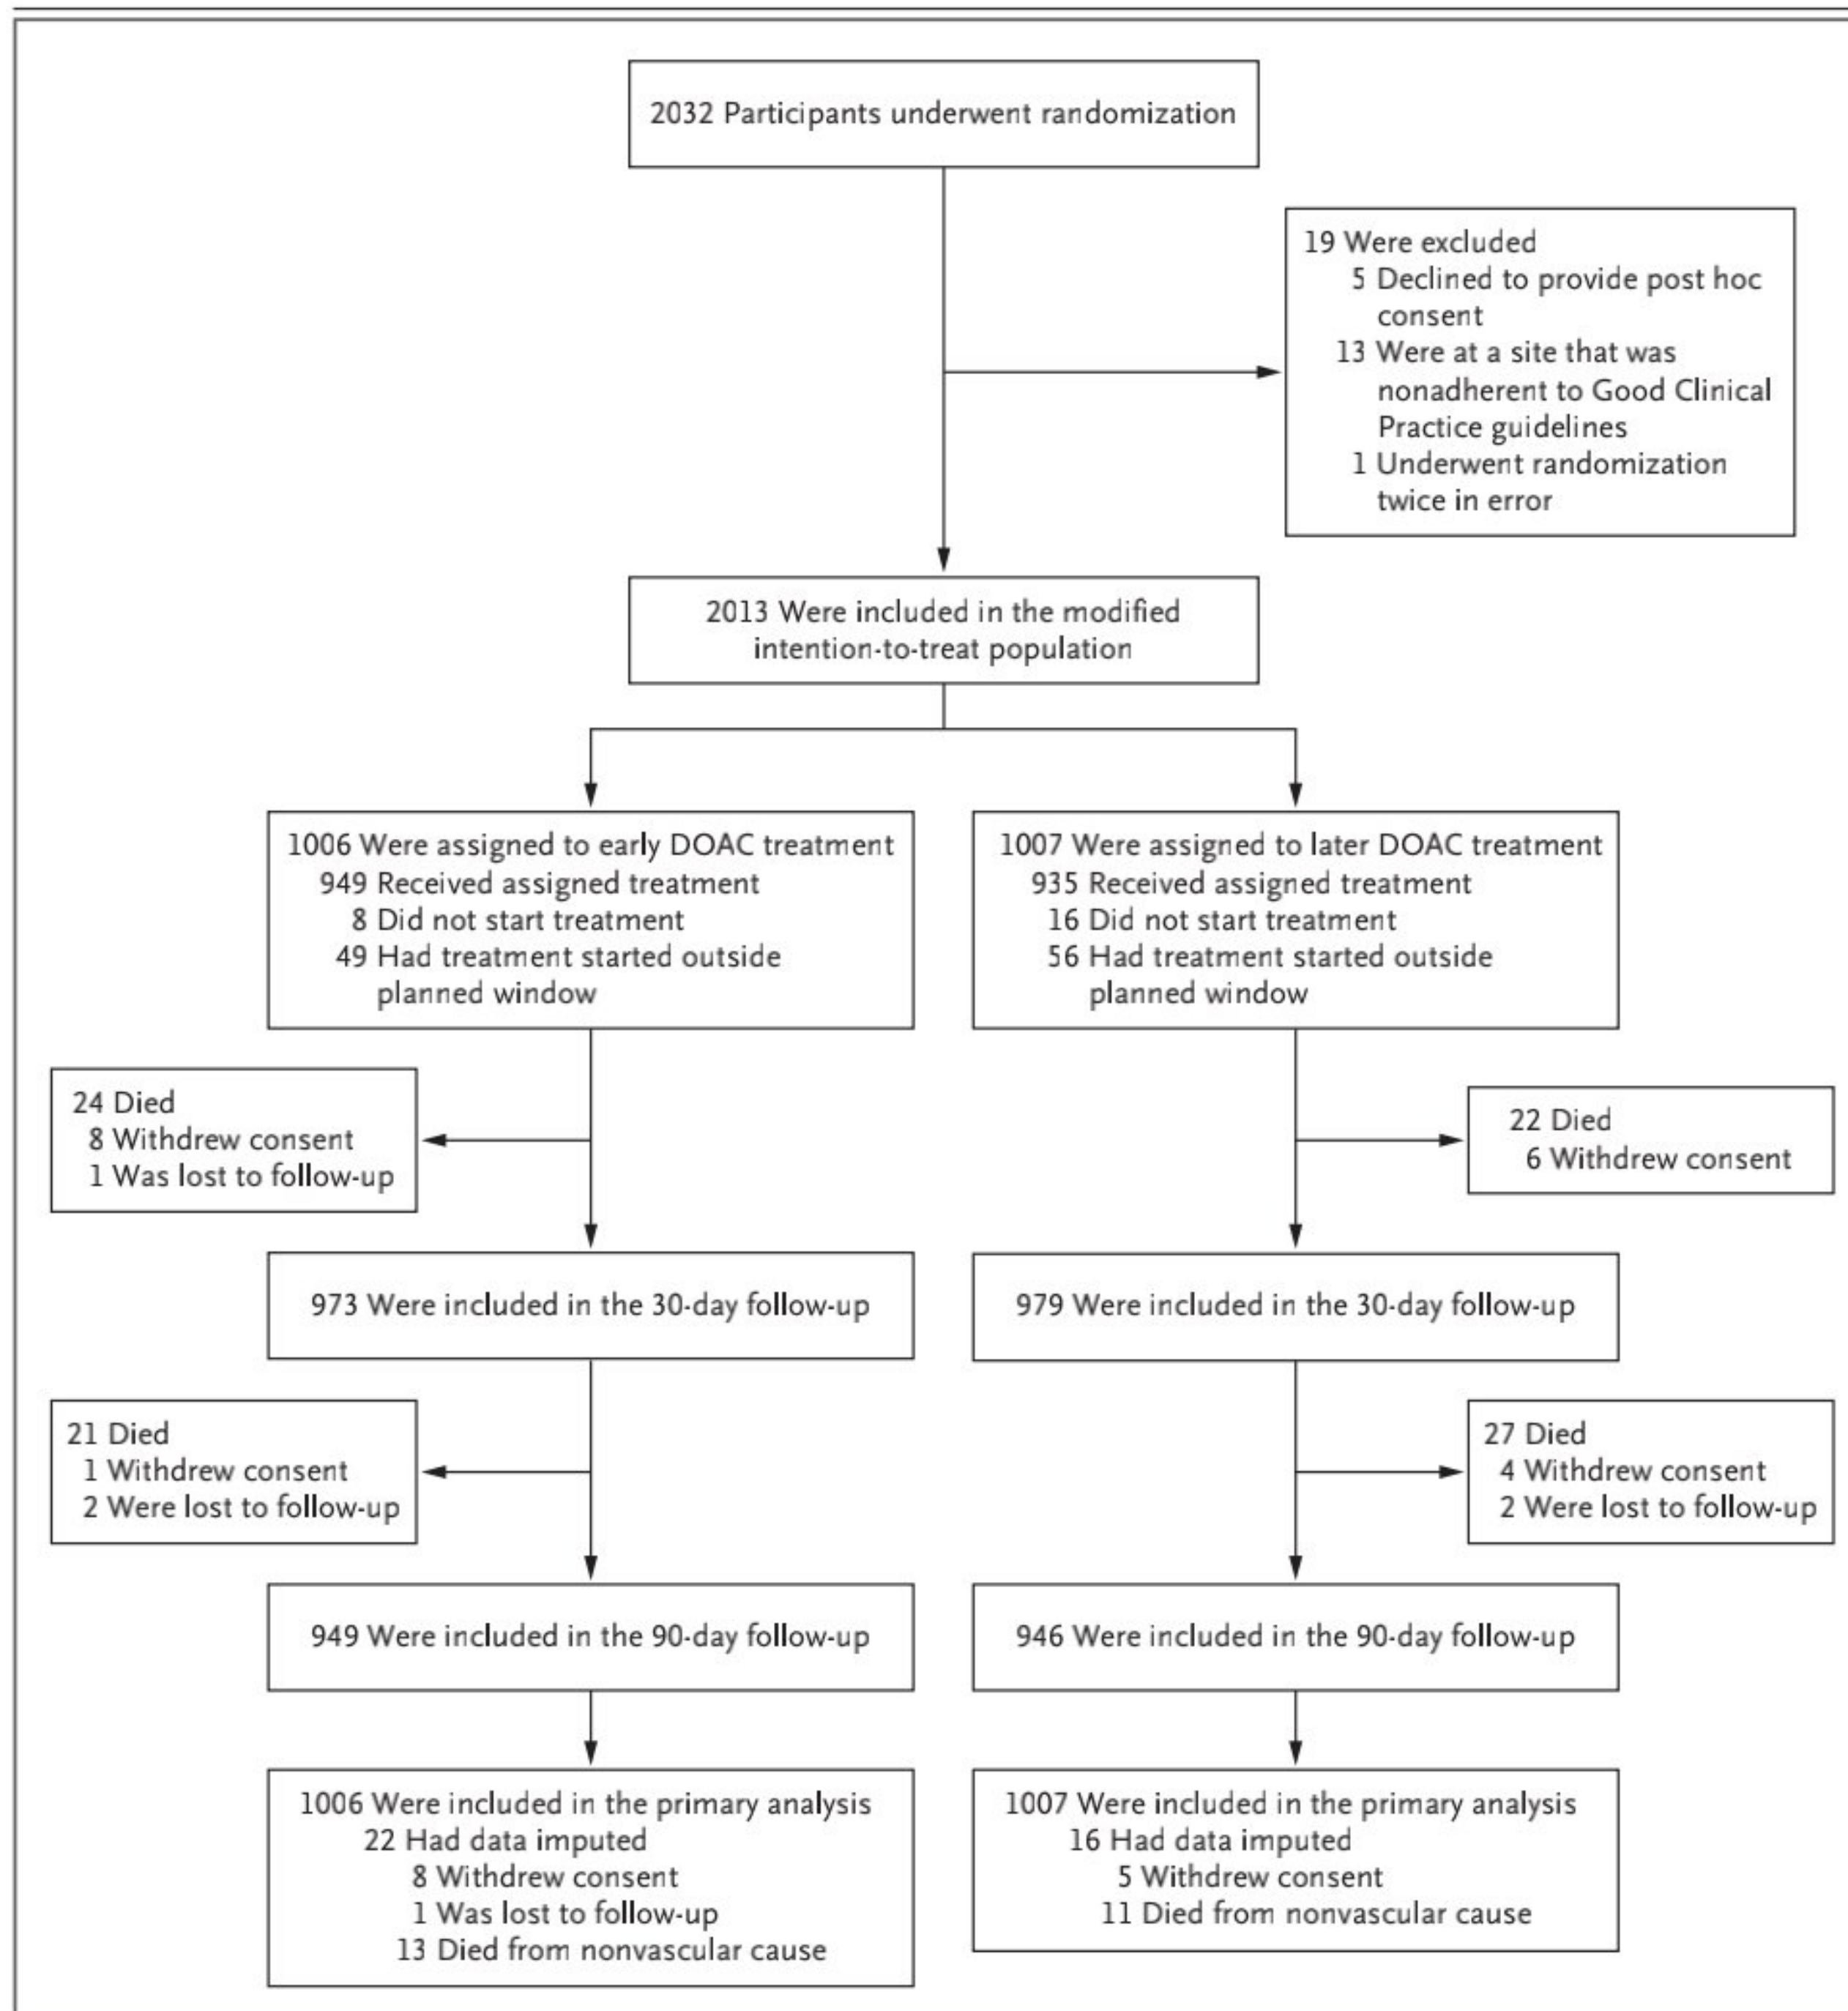 2032 Participants underwent randomization
19 Were excluded
5 Declined to provide post hoc
consent
13 Were at a site that was
nonadherent to Good Clinical
Practice guidelines
1 Underwent randomization
twice in error
2013 Were included in the modified
intention-to-treat population
1006 Were assigned to early DOAC treatment
949 Received assigned treatment
8 Did not start treatment
49 Had treatment started outside
planned window
1007 Were assigned to later DOAC treatment
935 Received assigned treatment
16 Did not start treatment
56 Had treatment started outside
planned window
24 Died
8 Withdrew consent
1 Was lost to follow-up
22 Died
6 Withdrew consent
973 Were included in the 30-day follow-up
979 Were included in the 30-day follow-up
21 Died
1 Withdrew consent
2 Were lost to follow-up
27 Died
4 Withdrew consent
2 Were lost to follow-up
949 Were included in the 90-day follow-up
946 Were included in the 90-day follow-up
1006 Were included in the primary analysis
22 Had data imputed
8 Withdrew consent
1 Was lost to follow-up
13 Died from nonvascular cause
1007 Were included in the primary analysis
16 Had data imputed
5 Withdrew consent
11 Died from nonvascular cause